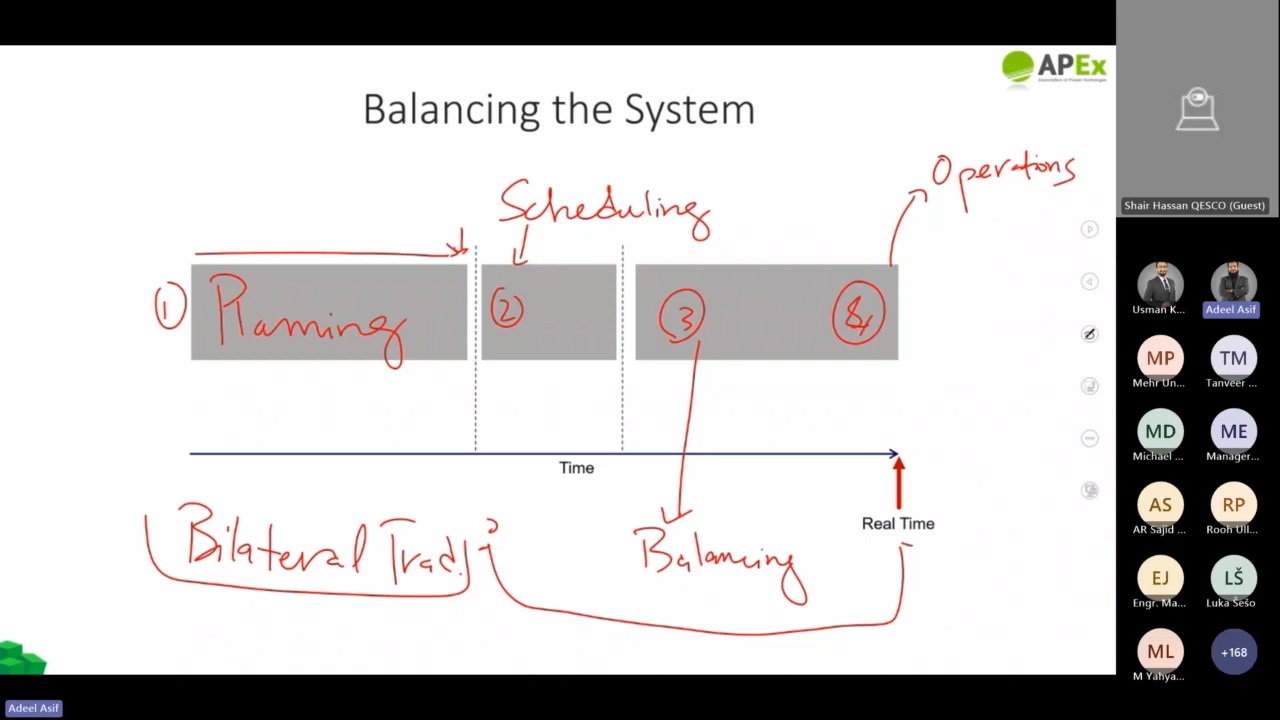 APEx
Balancing the System
Operations
Scheduling
1
Planning
2
3
&4
Time
Real Time
Bilateral Trad.
Balancing
Shair Hassan QESCO (Guest)
Usman K...
Adeel Asif
MP
TM
Mehr Un...
Tanveer ...
MD
ME
Michael ...
Manager...
AS
RP
AR Sajid ...
Rooh Ull...
EJ
LŠ
Engr. Ma...
Luka Šešo
ML
+168
M Yahya...
Adeel Asif